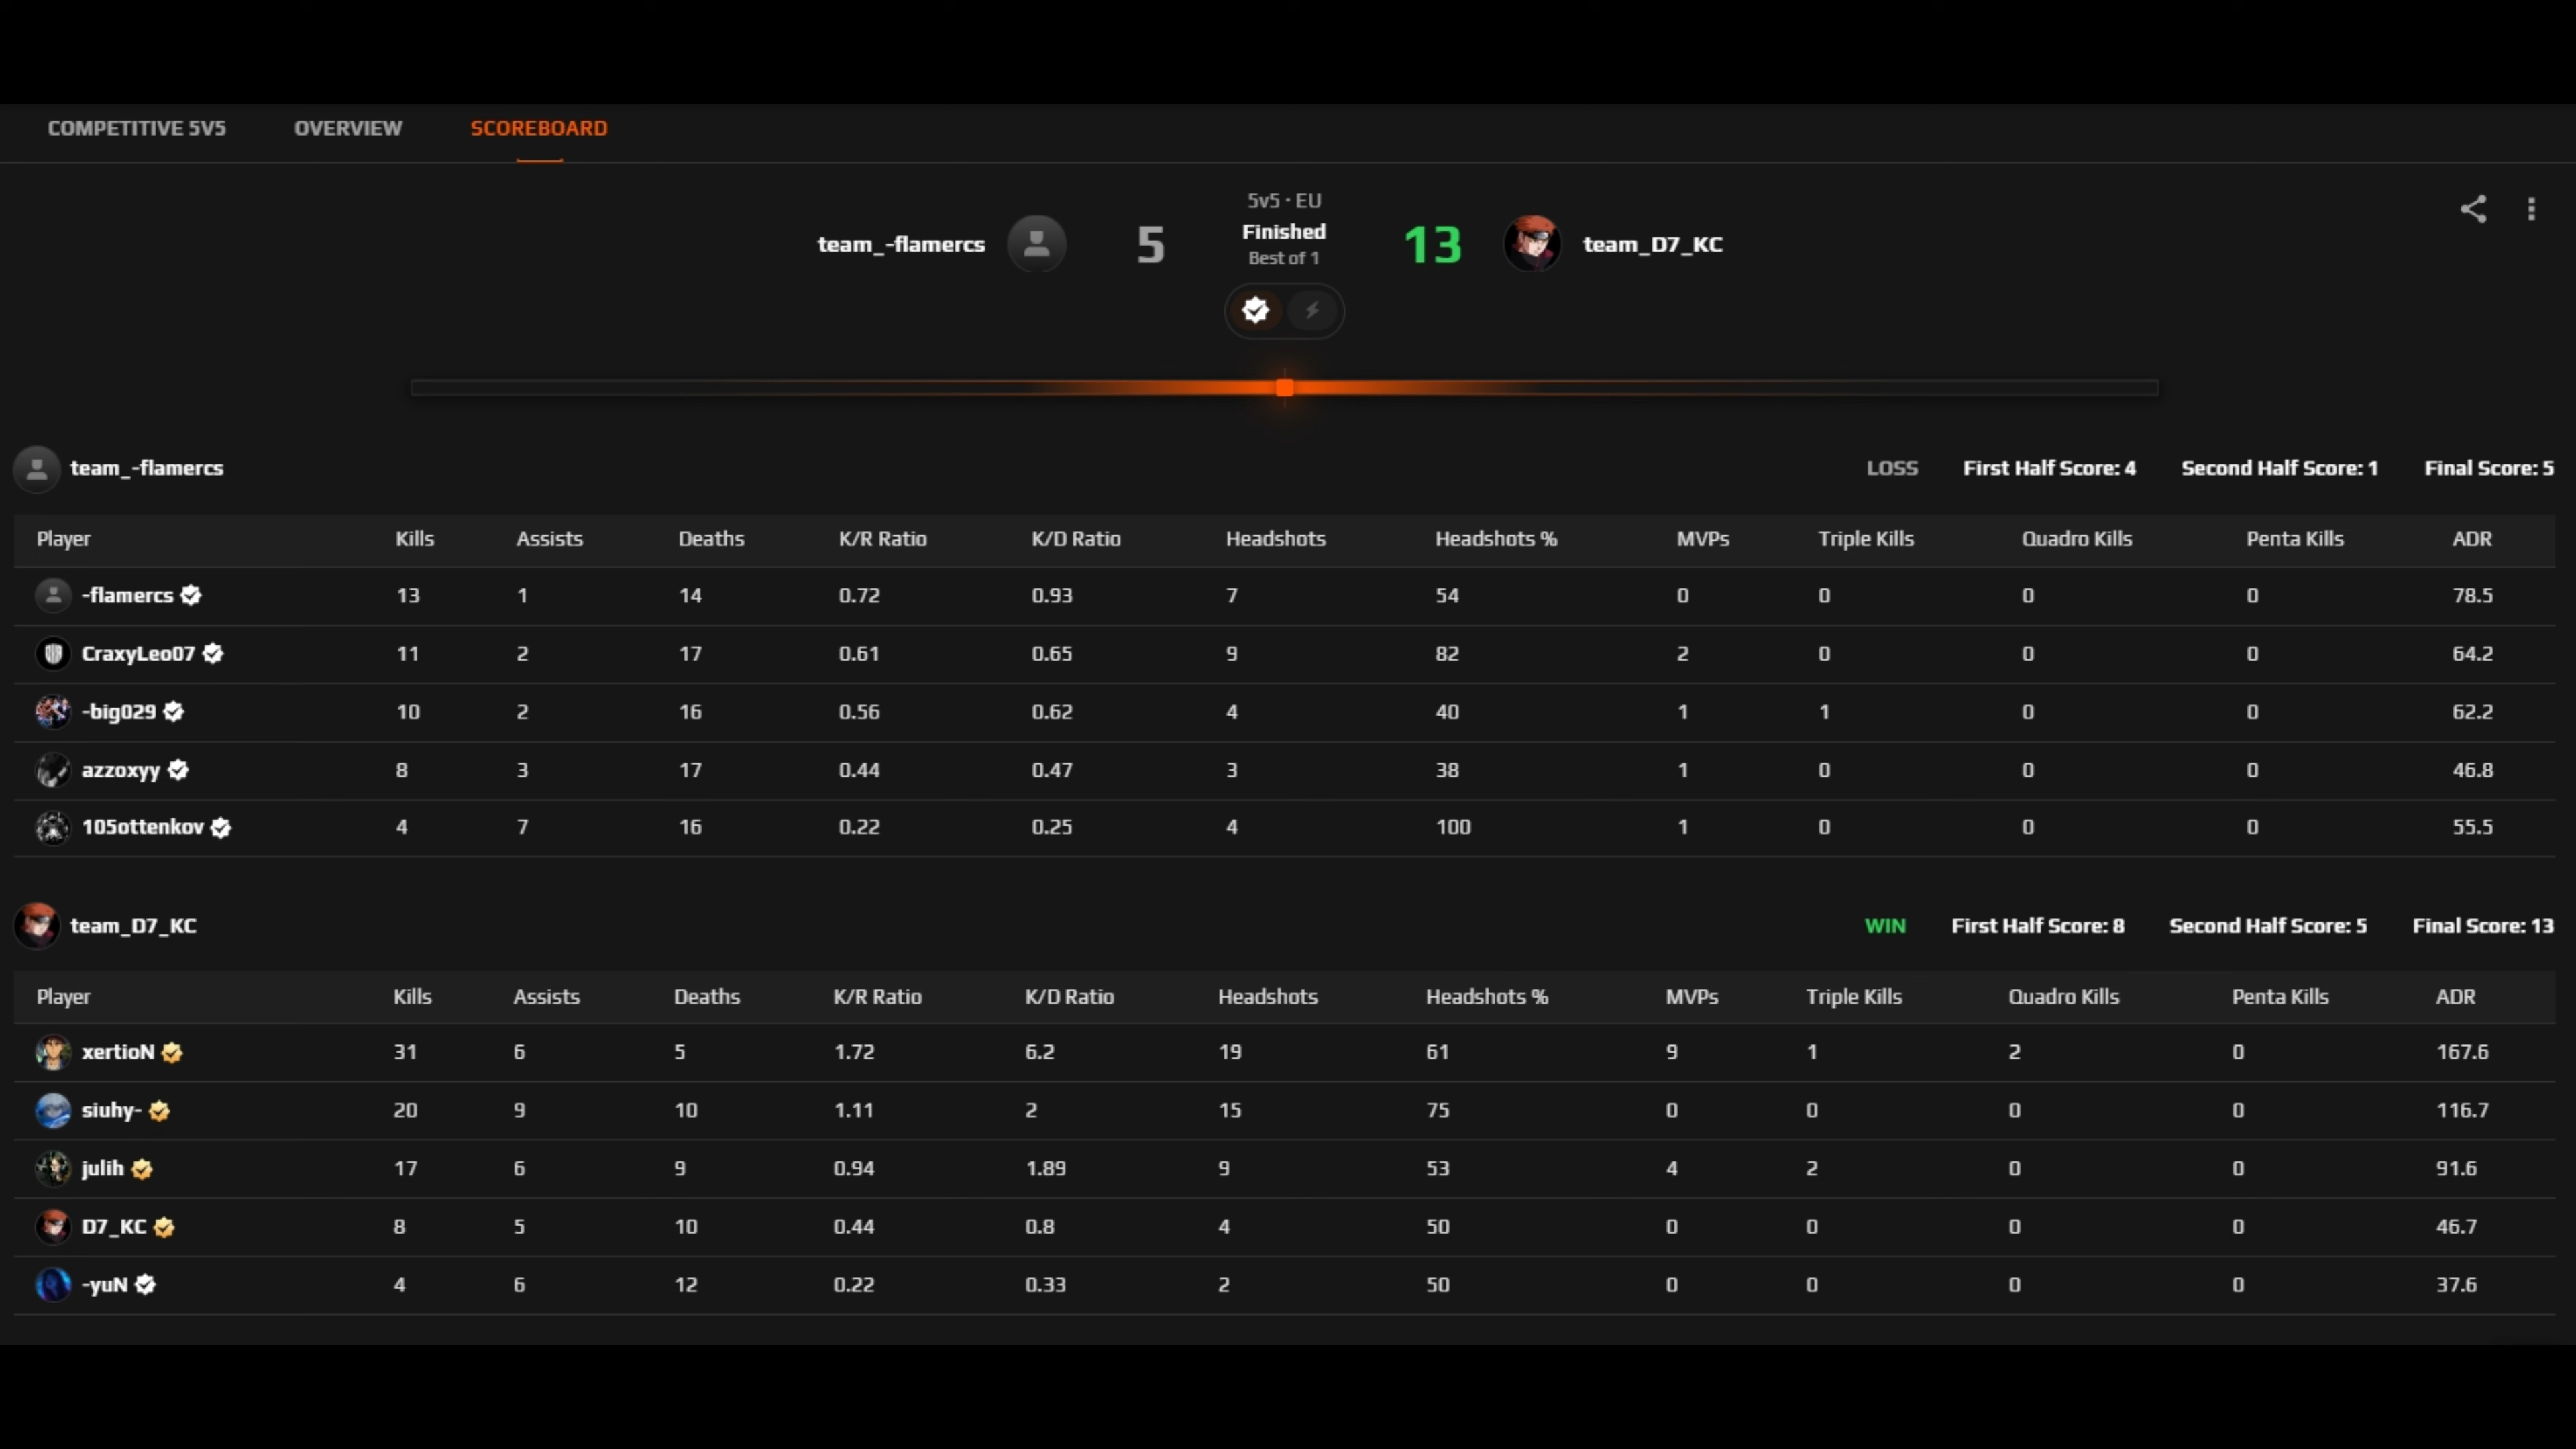 COMPETITIVE 5V5 OVERVIEW SCOREBOARD
5v5 · EU
team_-flamercs 5 Finished 13 team_D7_KC
Best of 1
team_-flamercs LOSS First Half Score: 4 Second Half Score: 1 Final Score: 5
Player Kills Assists Deaths K/R Ratio K/D Ratio Headshots Headshots % MVPs Triple Kills Quadro Kills Penta Kills ADR
-flamercs 13 1 14 0.72 0.93 7 54 0 0 0 0 78.5
CraxyLeo07 11 2 17 0.61 0.65 9 82 2 0 0 0 64.2
-big029 10 2 16 0.56 0.62 4 40 1 1 0 0 62.2
azzoxyy 8 3 17 0.44 0.47 3 38 1 0 0 0 46.8
105ottenkov 4 7 16 0.22 0.25 4 100 1 0 0 0 55.5
team_D7_KC WIN First Half Score: 8 Second Half Score: 5 Final Score: 13
Player Kills Assists Deaths K/R Ratio K/D Ratio Headshots Headshots % MVPs Triple Kills Quadro Kills Penta Kills ADR
xertioN 31 6 5 1.72 6.2 19 61 9 1 2 0 167.6
siuhy- 20 9 10 1.11 2 15 75 0 0 0 0 116.7
julih 17 6 9 0.94 1.89 9 53 4 2 0 0 91.6
D7_KC 8 5 10 0.44 0.8 4 50 0 0 0 0 46.7
-yuN 4 6 12 0.22 0.33 2 50 0 0 0 0 37.6